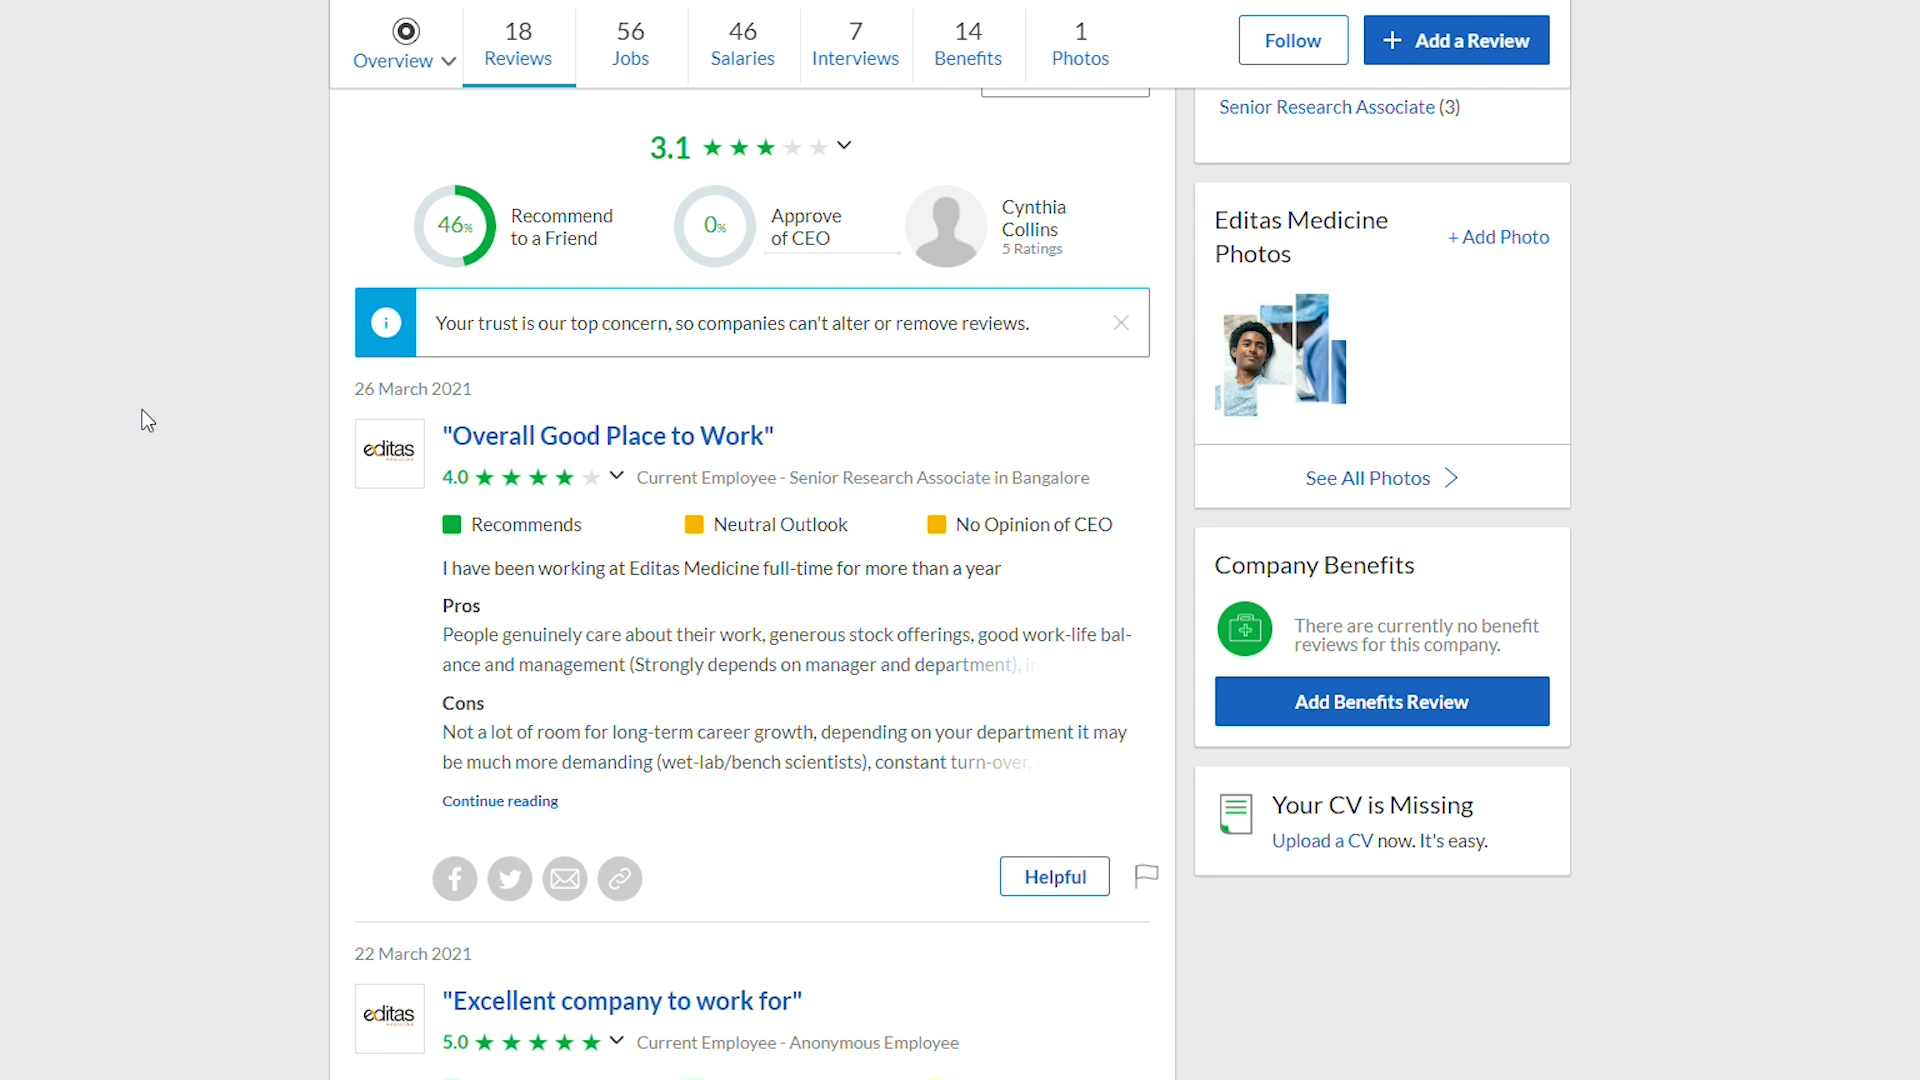 Overview
18
Reviews
56
Jobs
46
Salaries
7
Interviews
14
Benefits
1
Photos
Follow
+ Add a Review
Senior Research Associate (3)
3.1
46%
Recommend
to a Friend
0%
Approve
of CEO
Cynthia
Collins
5 Ratings
Your trust is our top concern, so companies can't alter or remove reviews.
26 March 2021
editas
MEDICINE
"Overall Good Place to Work"
4.0
Current Employee - Senior Research Associate in Bangalore
Recommends
Neutral Outlook
No Opinion of CEO
I have been working at Editas Medicine full-time for more than a year
Pros
People genuinely care about their work, generous stock offerings, good work-life bal-
ance and management (Strongly depends on manager and department), in
Cons
Not a lot of room for long-term career growth, depending on your department it may
be much more demanding (wet-lab/bench scientists), constant turn-over,
Continue reading
Helpful
22 March 2021
editas
MEDICINE
"Excellent company to work for"
5.0
Current Employee - Anonymous Employee
Editas Medicine
Photos
+ Add Photo
See All Photos
Company Benefits
There are currently no benefit
reviews for this company.
Add Benefits Review
Your CV is Missing
Upload a CV now. It's easy.